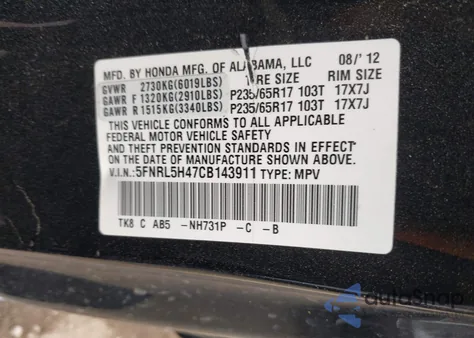 MFD. BY HONDA MFG. OF ALABAMA, LLC 08/'12
GVWR 2730KG(6019LBS) TIRE SIZE RIM SIZE
GAWR F 1320KG(2910LBS) P235/65R17 103T 17X7J
GAWR R 1515KG(3340LBS) P235/65R17 103T 17X7J
THIS VEHICLE CONFORMS TO ALL APPLICABLE
FEDERAL MOTOR VEHICLE SAFETY
AND THEFT PREVENTION STANDARDS IN EFFECT
ON THE DATE OF MANUFACTURE SHOWN ABOVE.
V.I.N.: 5FNRL5H47CB143911 TYPE: MPV
TK8 C AB5 -NH731P -C -B
autoSnap